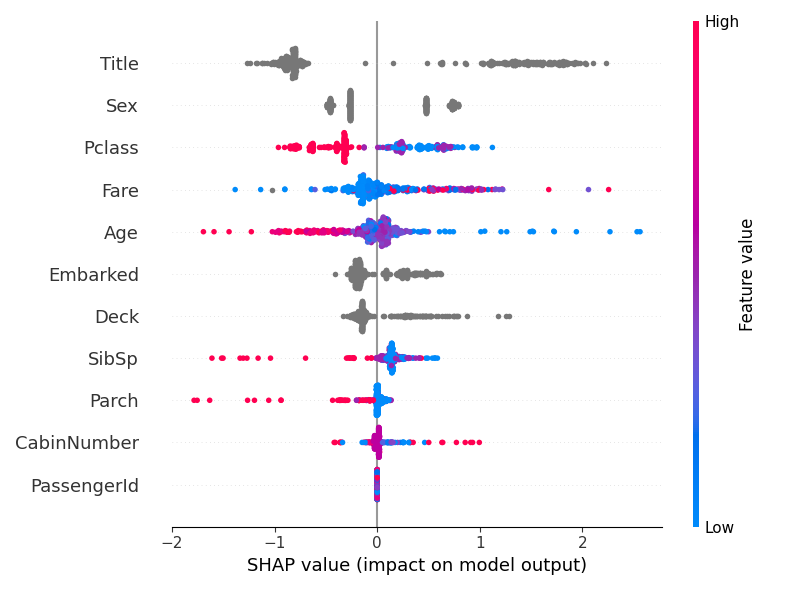 High
Title
Sex
Pclass
Fare
Age
Embarked
Deck
SibSp
Parch
CabinNumber
PassengerId
Feature value
Low
−2 −1 0 1 2
SHAP value (impact on model output)